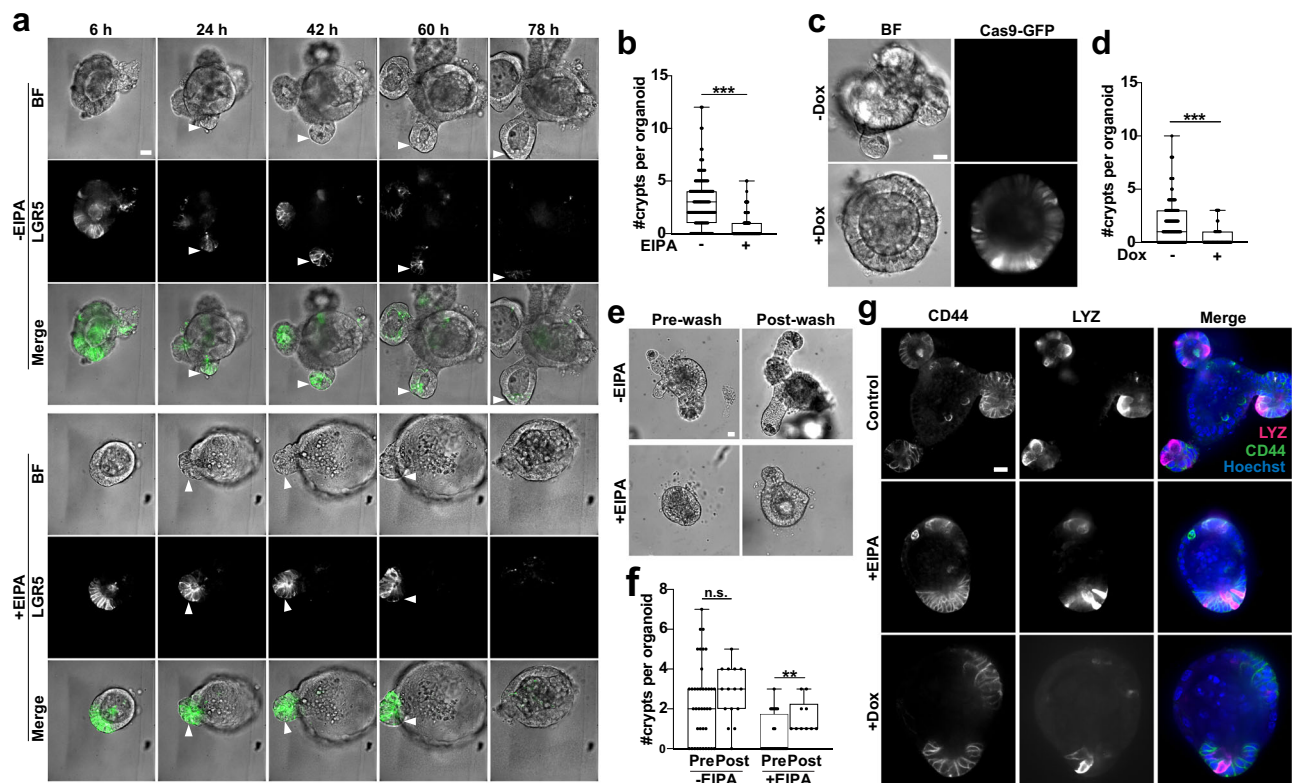 a
6 h 24 h 42 h 60 h 78 h
BF
-EIPA
LGR5
Merge
BF
+EIPA
LGR5
Merge
b
15
10
5
0
#crypts per organoid
***
EIPA - +
c
BF Cas9-GFP
-Dox
+Dox
d
15
10
5
0
#crypts per organoid
***
Dox - +
e
Pre-wash Post-wash
-EIPA
+EIPA
f
8
6
4
2
0
#crypts per organoid
n.s.
**
Pre Post Pre Post
-EIPA +EIPA
g
CD44 LYZ Merge
Control
LYZ
CD44
Hoechst
+EIPA
+Dox